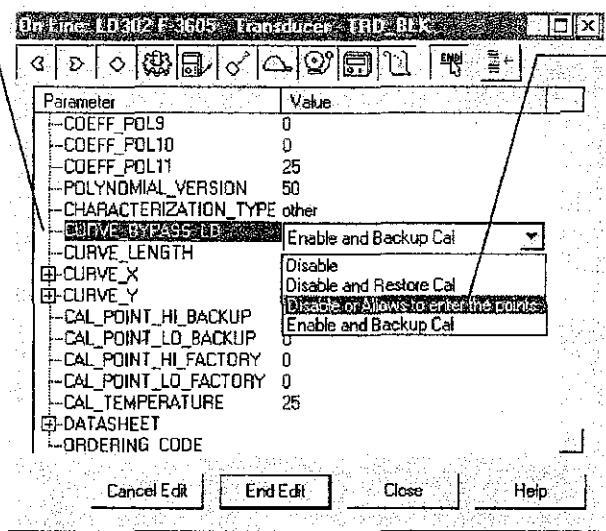 On Line: LD302 F 3605 Transducer - TRD_BLK
END!
Parameter Value
COEFF_POL9 0
COEFF_POL10 0
COEFF_POL11 25
POLYNOMIAL_VERSION 50
CHARACTERIZATION_TYPE other
CURVE_BYPASS_LD Enable and Backup Cal
CURVE_LENGTH Disable
CURVE_X Disable and Restore Cal
CURVE_Y Disable or Allows to enter the points
CAL_POINT_HI_BACKUP Enable and Backup Cal
CAL_POINT_LO_BACKUP 0
CAL_POINT_HI_FACTORY 0
CAL_POINT_LO_FACTORY 0
CAL_TEMPERATURE 25
DATASHEET
ORDERING_CODE
Cancel Edit End Edit Close Help